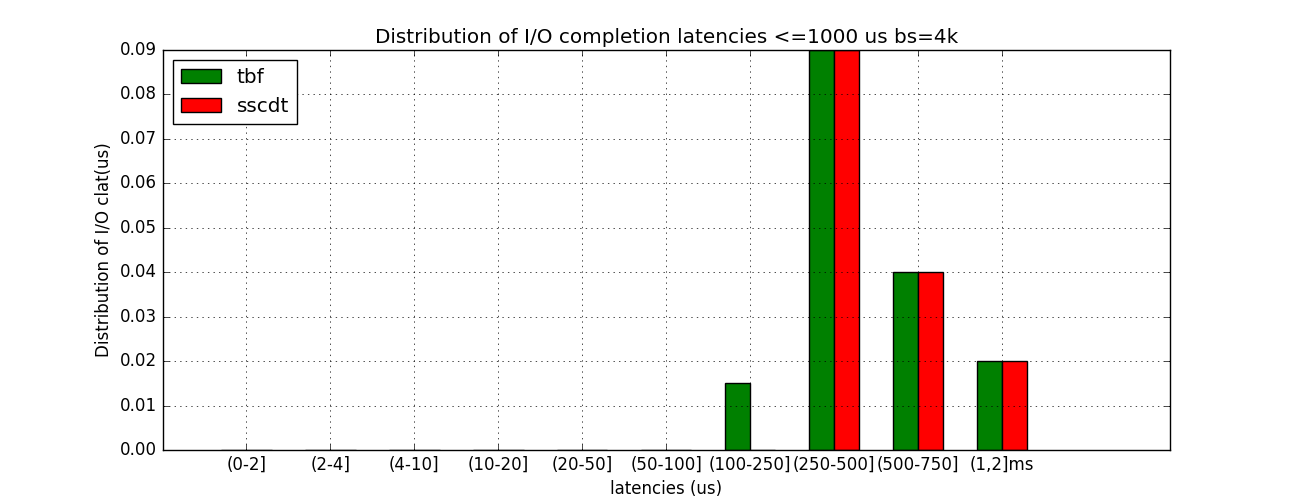 Distribution of I/O completion latencies <=1000 us bs=4k
tbf
sscdt
Distribution of I/O clat(us)
0.09
0.08
0.07
0.06
0.05
0.04
0.03
0.02
0.01
0.00
(0-2] (2-4] (4-10] (10-20] (20-50] (50-100] (100-250] (250-500] (500-750] (1,2]ms
latencies (us)